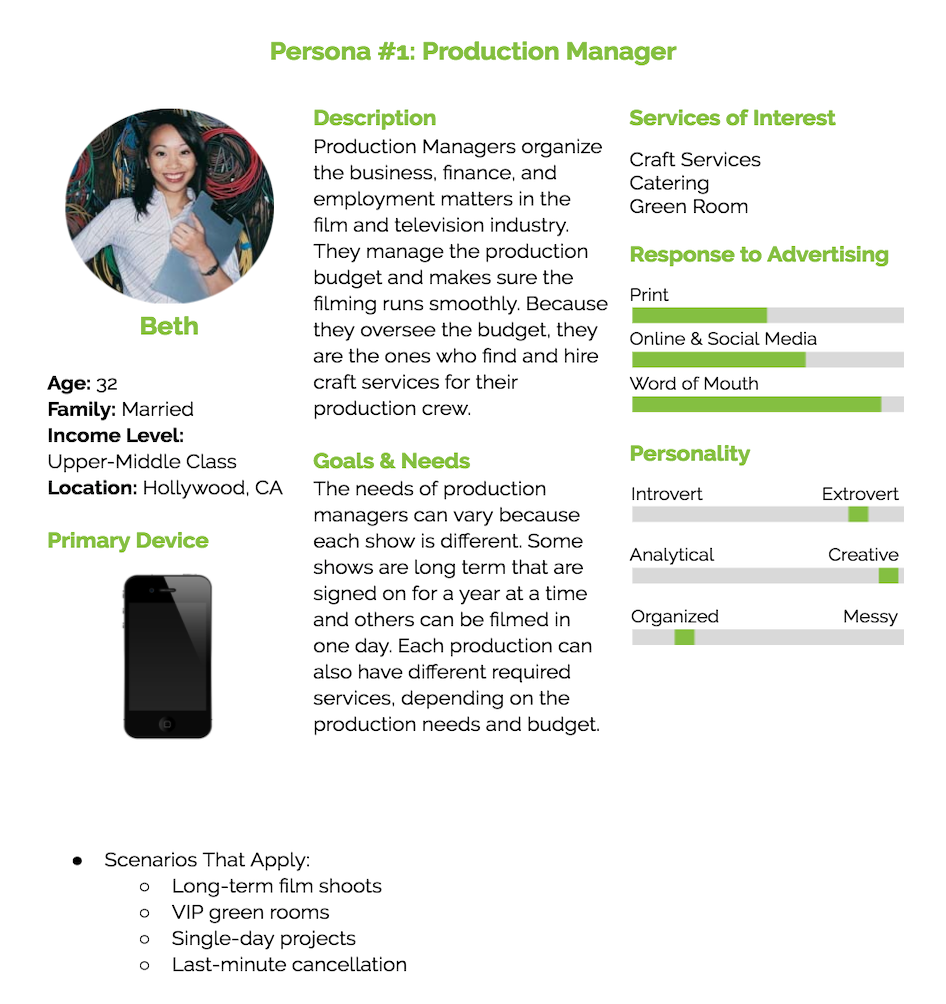 Persona #1: Production Manager
Beth
Age: 32
Family: Married
Income Level:
Upper-Middle Class
Location: Hollywood, CA
Primary Device
Description
Production Managers organize
the business, finance, and
employment matters in the
film and television industry.
They manage the production
budget and makes sure the
filming runs smoothly. Because
they oversee the budget, they
are the ones who find and hire
craft services for their
production crew.
Goals & Needs
The needs of production
managers can vary because
each show is different. Some
shows are long term that are
signed on for a year at a time
and others can be filmed in
one day. Each production can
also have different required
services, depending on the
production needs and budget.
Services of Interest
Craft Services
Catering
Green Room
Response to Advertising
Print
Online & Social Media
Word of Mouth
Personality
Introvert Extrovert
Analytical Creative
Organized Messy
● Scenarios That Apply:
○ Long-term film shoots
○ VIP green rooms
○ Single-day projects
○ Last-minute cancellation